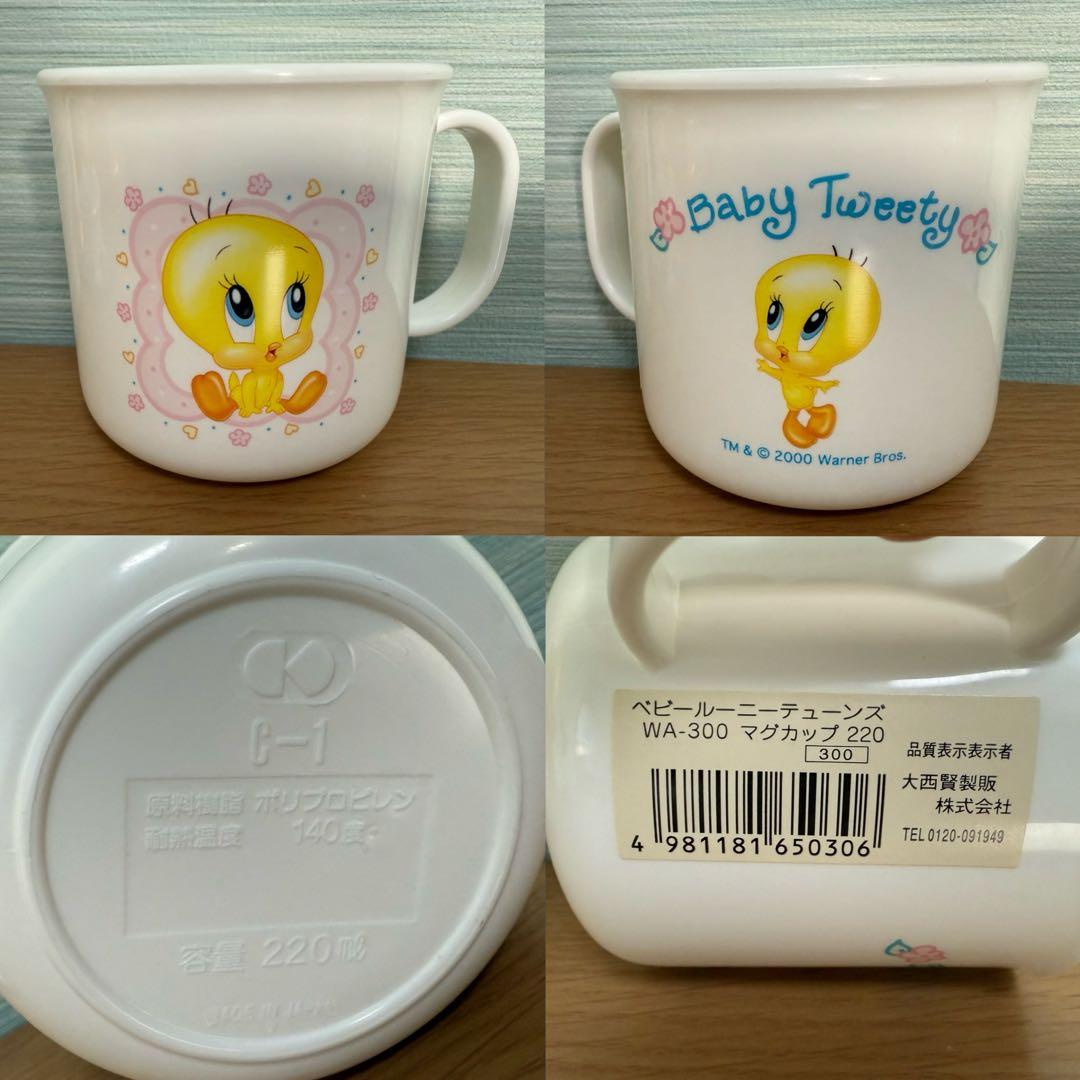 Baby Tweety
TM & © 2000 Warner Bros.
C-1
原料樹脂 ポリプロピレン
耐熱温度 140度
容量 220㎖
MADE IN JAPAN
ベビールーニーテューンズ
WA-300 マグカップ 220
300
品質表示表示者
大西賢製販
株式会社
TEL 0120-091949
4 981181 650306